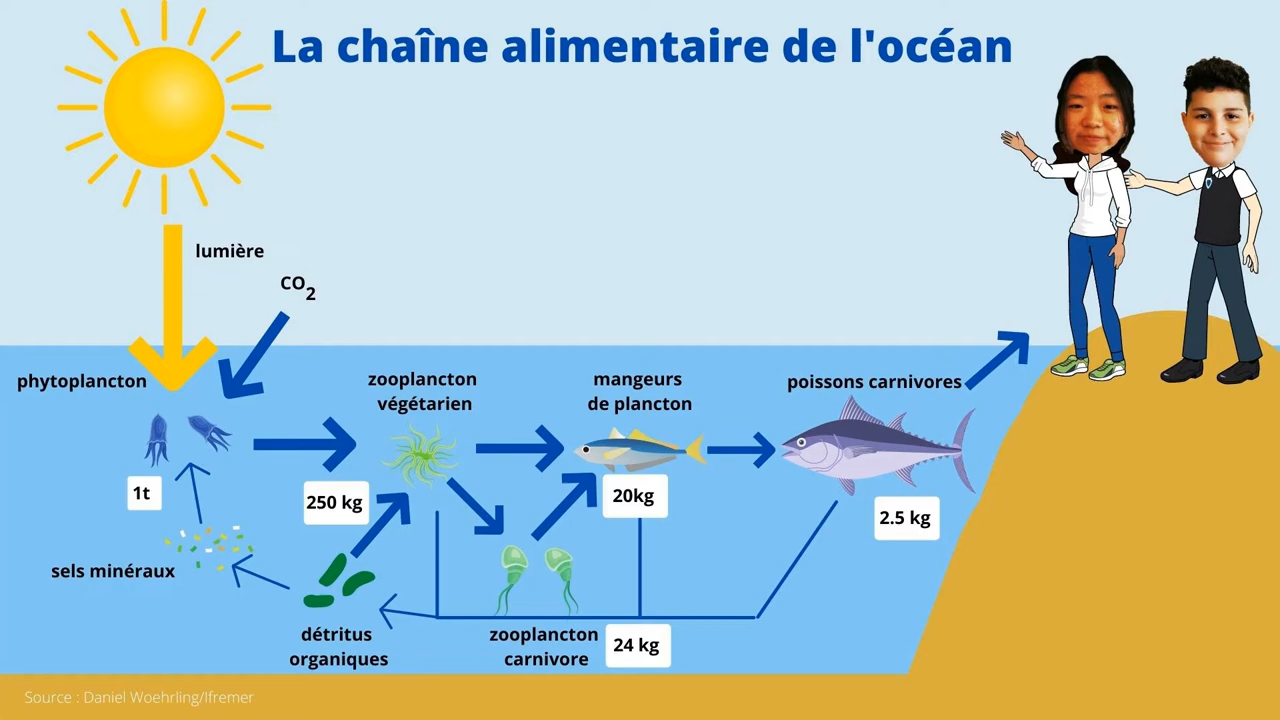 La chaîne alimentaire de l'océan
lumière
CO2
phytoplancton
zooplancton
végétarien
mangeurs
de plancton
poissons carnivores
1t
250 kg
20kg
2.5 kg
sels minéraux
détritus
organiques
zooplancton
carnivore
24 kg
Source : Daniel Woehrling/Ifremer